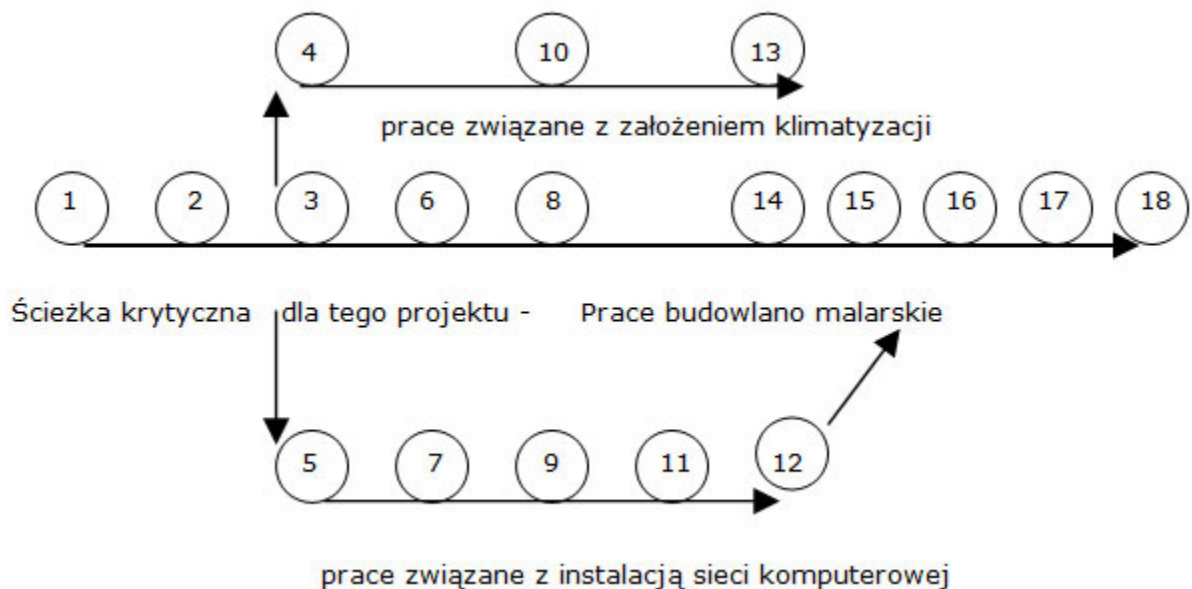 4 10 13
prace związane z założeniem klimatyzacji
1 2 3 6 8 14 15 16 17 18
Ścieżka krytyczna dla tego projektu - Prace budowlano malarskie
5 7 9 11 12
prace związane z instalacją sieci komputerowej